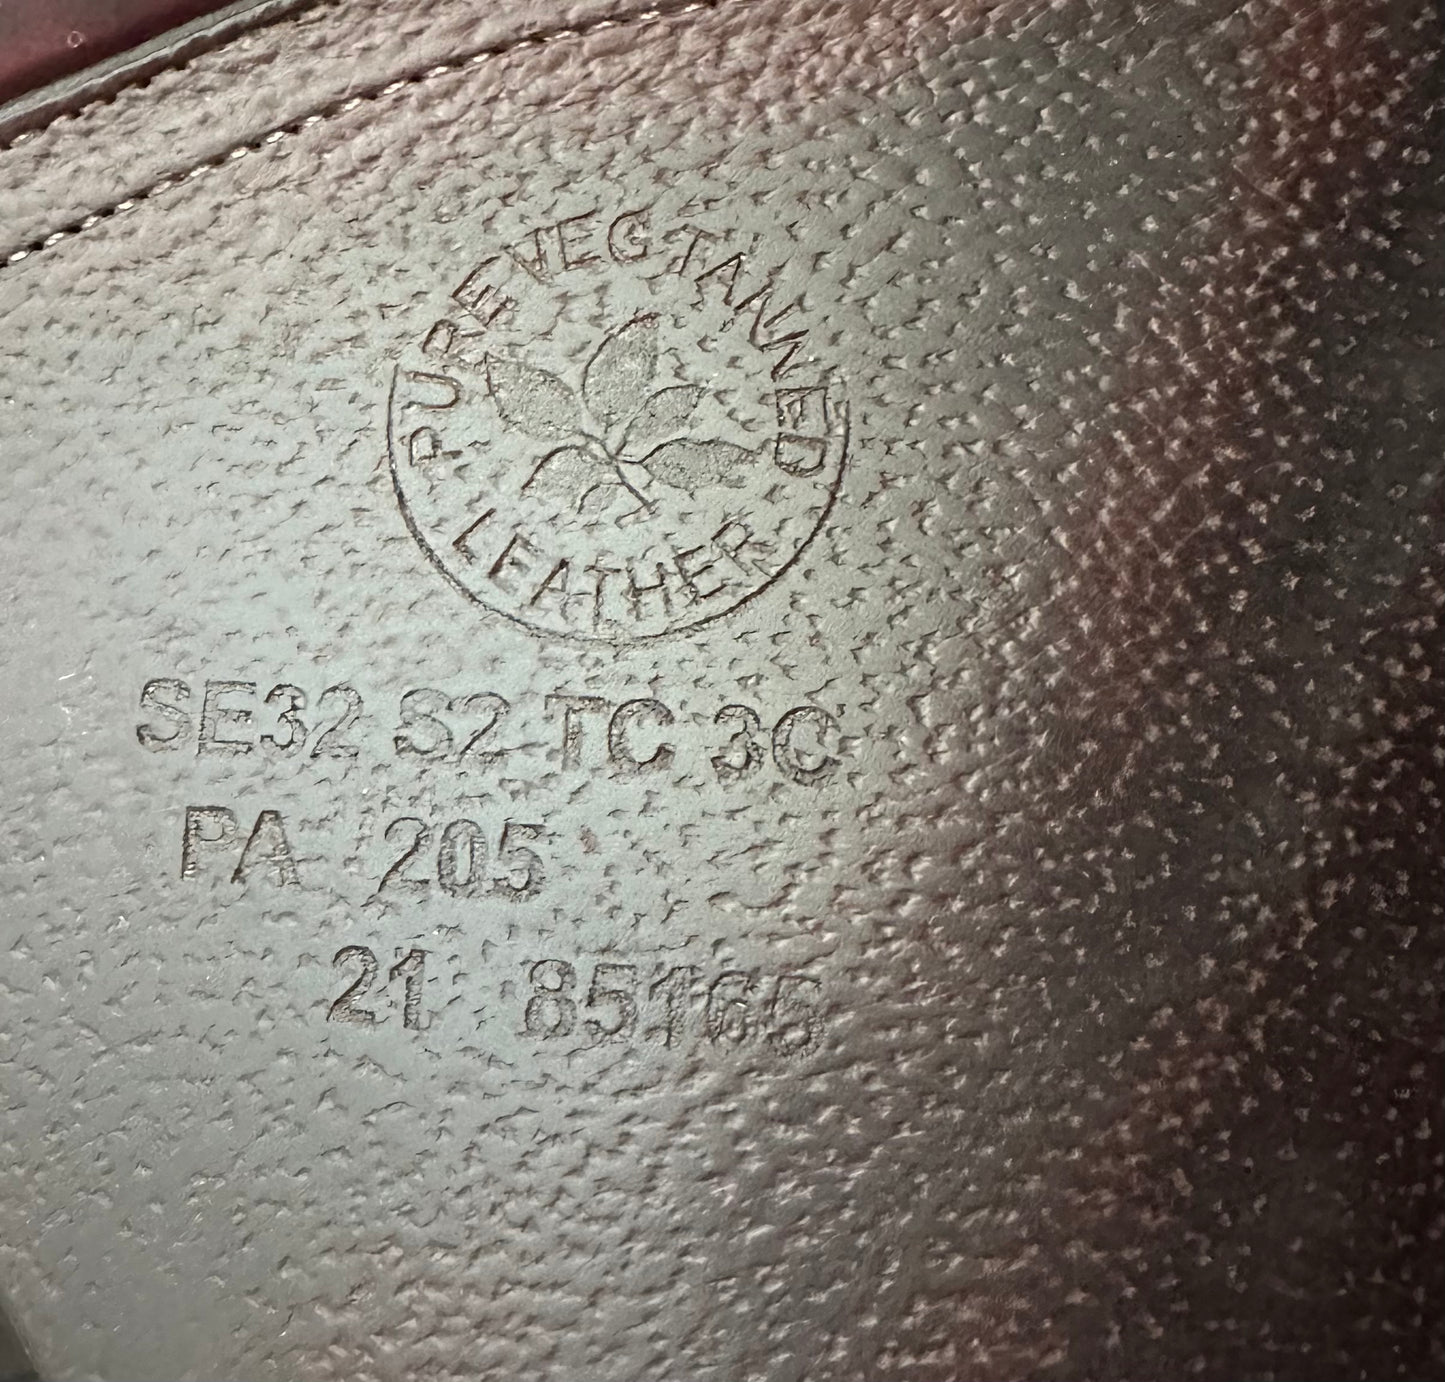 PURE VEG TANNED
LEATHER
SE32 S2 TC 3C
PA 205
21 85165